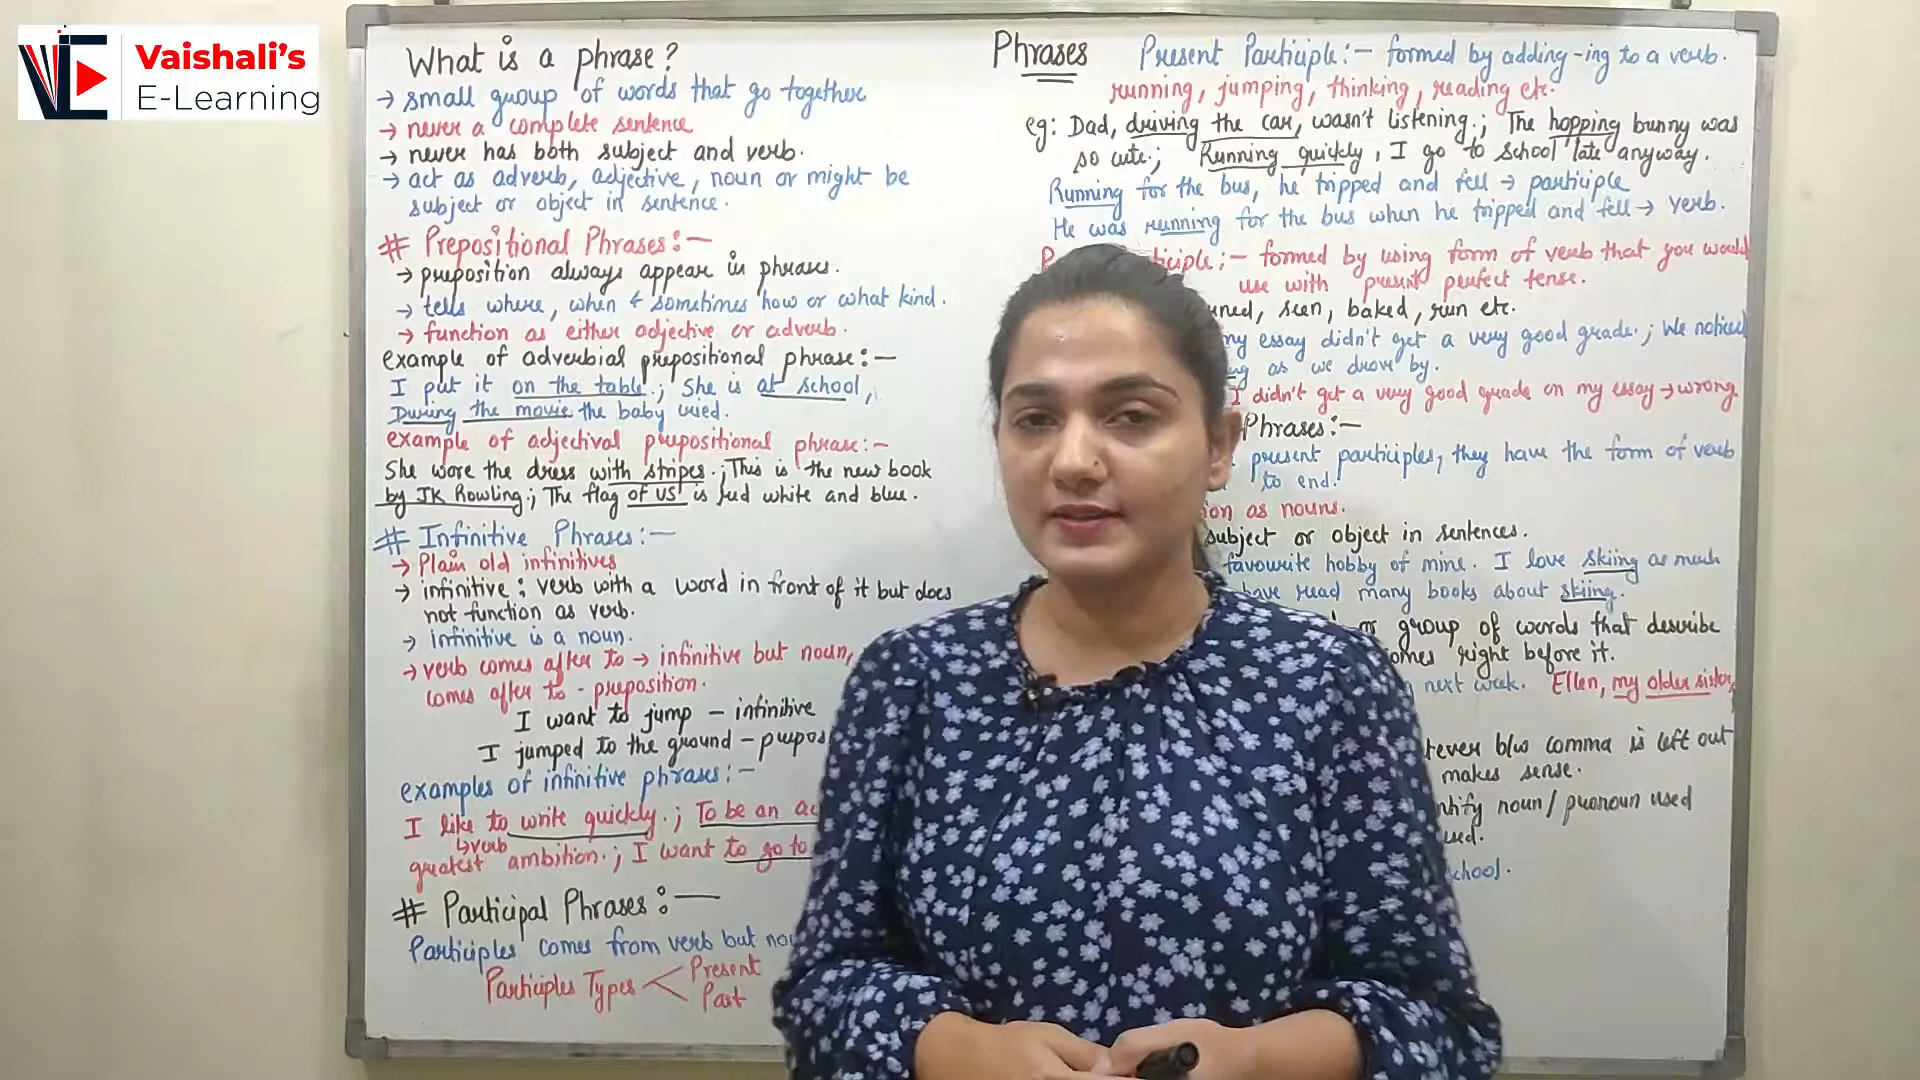 Vaishali's
E-Learning
Phrases
What is a phrase?
→ small group of words that go together
→ never a complete sentence
→ never has both subject and verb.
→ act as adverb, adjective, noun or might be
subject or object in sentence.
# Prepositional Phrases:-
→ preposition always appear in phrases.
→ tells where, when & sometimes how or what kind.
→ function as either adjective or adverb.
example of adverbial prepositional phrase:-
I put it on the table.; She is at school,
During the movie the baby cried.
example of adjectival prepositional phrase:-
She wore the dress with stripes.; This is the new book
by JK Rowling.; The flag of US is red white and blue.
# Infinitive Phrases:-
→ Plain old infinitives
→ infinitive: verb with a word in front of it but does
not function as verb.
→ infinitive is a noun.
→ verb comes after to → infinitive but noun,
comes after to - preposition.
I want to jump - infinitive
I jumped to the ground - prepos
examples of infinitive phrases:-
I like to write quickly.; To be an ac
↳verb
greatest ambition.; I want to go to
# Participal Phrases:-
Participles comes from verb but no
Participles Types < Present
Past
Present Participle:- formed by adding -ing to a verb.
running, jumping, thinking, reading etc.
eg: Dad, driving the car, wasn't listening.; The hopping bunny was
so cute.; Running quickly, I go to school late anyway.
Running for the bus, he tripped and fell → participle
He was running for the bus when he tripped and fell → verb.
ticiple:- formed by using form of verb that you would
use with present perfect tense.
ned, seen, baked, run etc.
my essay didn't get a very good grade.; We noticed
as we drove by.
I didn't get a very good grade on my essay → wrong.
Phrases:-
present participles, they have the form of verb
to end.
ion as nouns.
subject or object in sentences.
favourite hobby of mine. I love skiing as much
have read many books about skiing.
or group of words that describe
omes right before it.
next week. Ellen, my older sister,
tever b/w comma is left out
makes sense.
ntify noun/pronoun used
used.
chool.